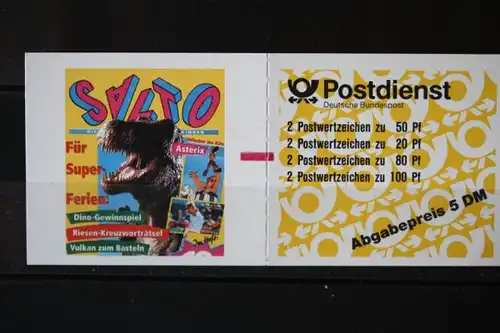 SALTO
Für
Super-
Ferien:
Asterix
Dino-Gewinnspiel
Riesen-Kreuzworträtsel
Vulkan zum Basteln
Postdienst
Deutsche Bundespost
2 Postwertzeichen zu 50 Pf
2 Postwertzeichen zu 20 Pf
2 Postwertzeichen zu 80 Pf
2 Postwertzeichen zu 100 Pf
Abgabepreis 5 DM